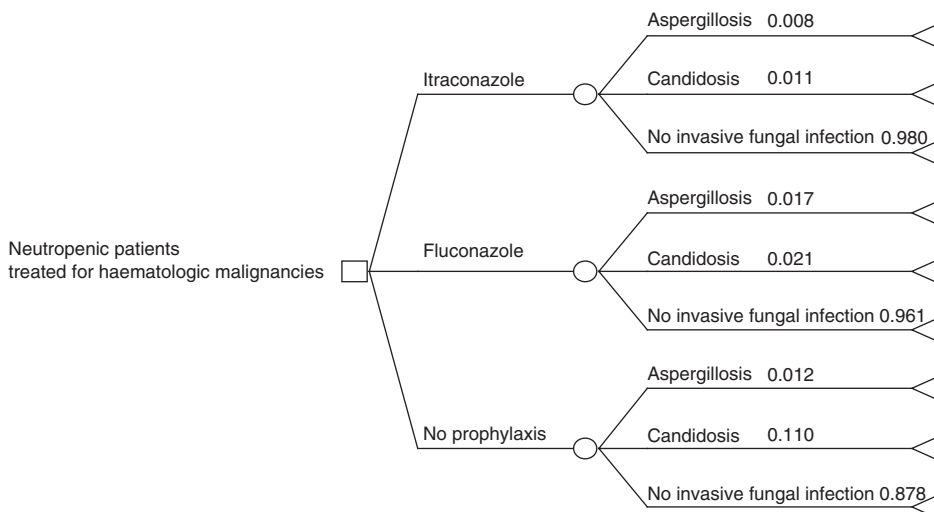 Aspergillosis 0.008
Itraconazole
Candidosis 0.011
No invasive fungal infection 0.980
Aspergillosis 0.017
Neutropenic patients
treated for haematologic malignancies
Fluconazole
Candidosis 0.021
No invasive fungal infection 0.961
Aspergillosis 0.012
No prophylaxis
Candidosis 0.110
No invasive fungal infection 0.878